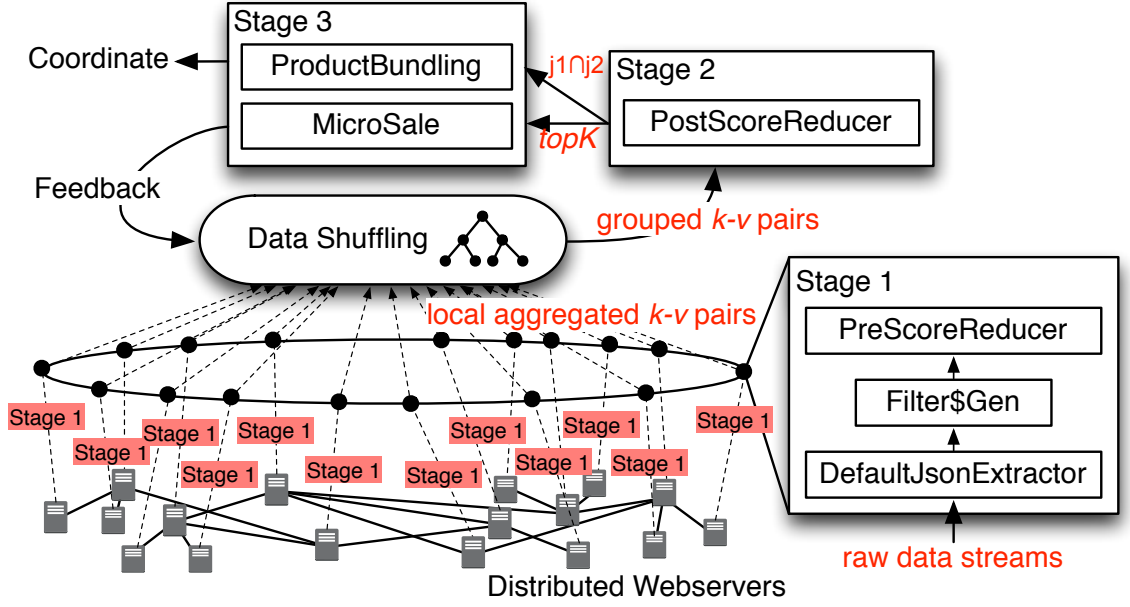 Stage 3
Coordinate
ProductBundling
MicroSale
j1∩j2
topK
Stage 2
PostScoreReducer
Feedback
Data Shuffling
grouped k-v pairs
local aggregated k-v pairs
Stage 1
PreScoreReducer
Filter$Gen
DefaultJsonExtractor
raw data streams
Stage 1
Stage 1
Stage 1
Stage 1
Stage 1
Stage 1
Stage 1
Stage 1
Stage 1
Stage 1
Stage 1
Stage 1
Stage 1
Distributed Webservers